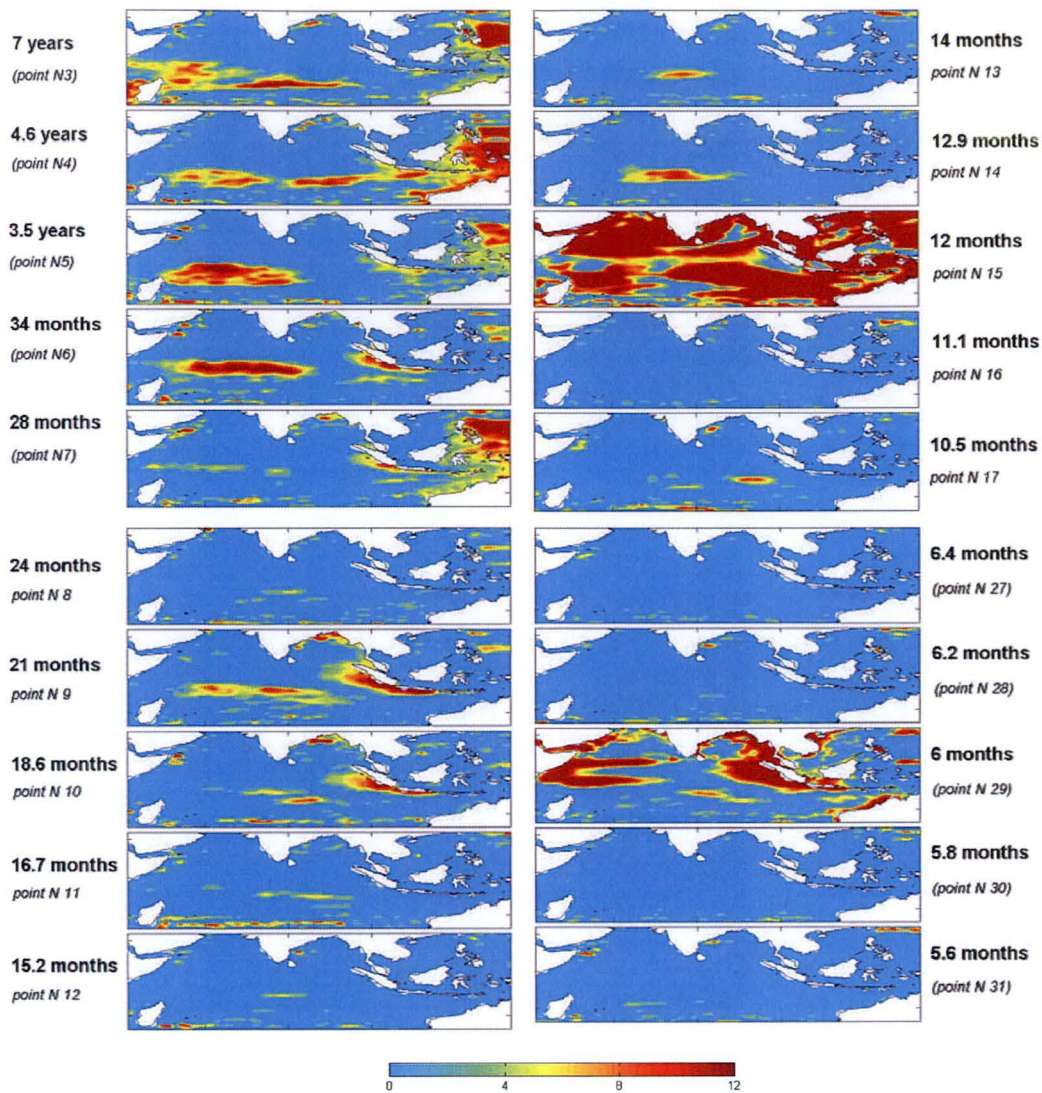 7 years
(point N3)
4.6 years
(point N4)
3.5 years
(point N5)
34 months
(point N6)
28 months
(point N7)
24 months
point N 8
21 months
point N 9
18.6 months
point N 10
16.7 months
point N 11
15.2 months
point N 12
14 months
point N 13
12.9 months
point N 14
12 months
point N 15
11.1 months
point N 16
10.5 months
point N 17
6.4 months
(point N 27)
6.2 months
(point N 28)
6 months
(point N 29)
5.8 months
(point N 30)
5.6 months
(point N 31)
0 4 8 12